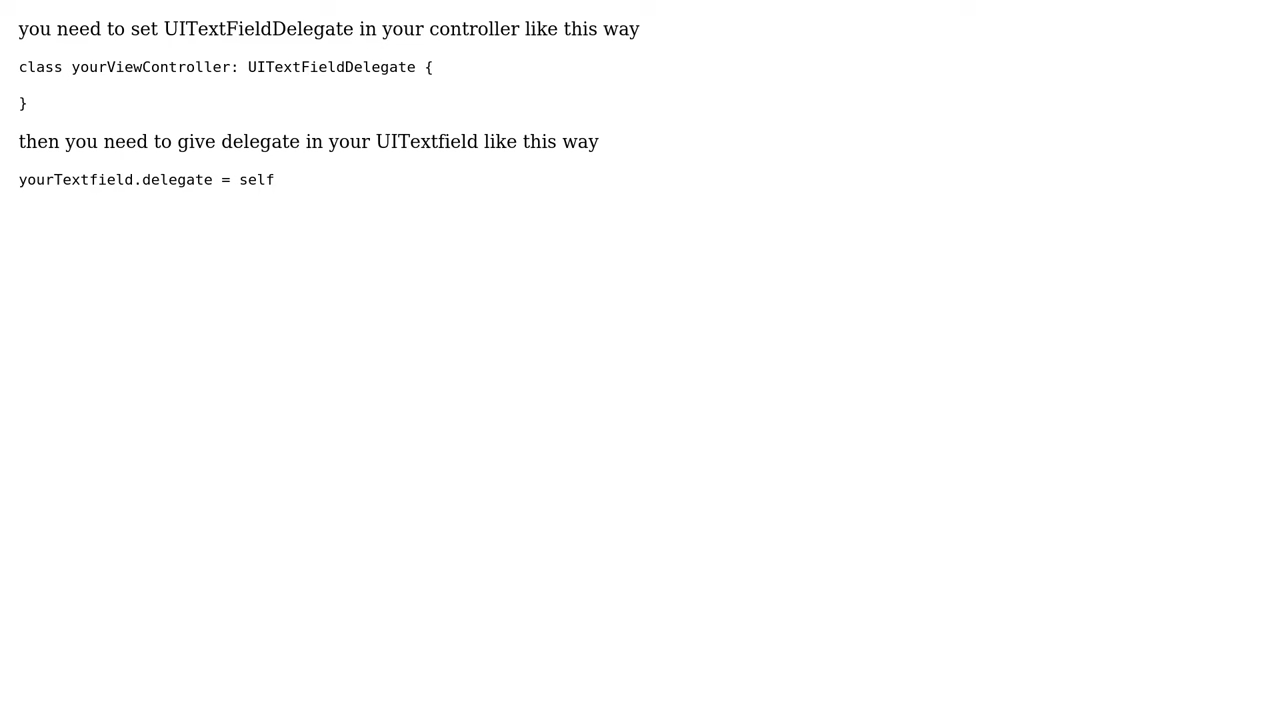 you need to set UITextFieldDelegate in your controller like this way
class yourViewController: UITextFieldDelegate {
}
then you need to give delegate in your UITextfield like this way
yourTextfield.delegate = self